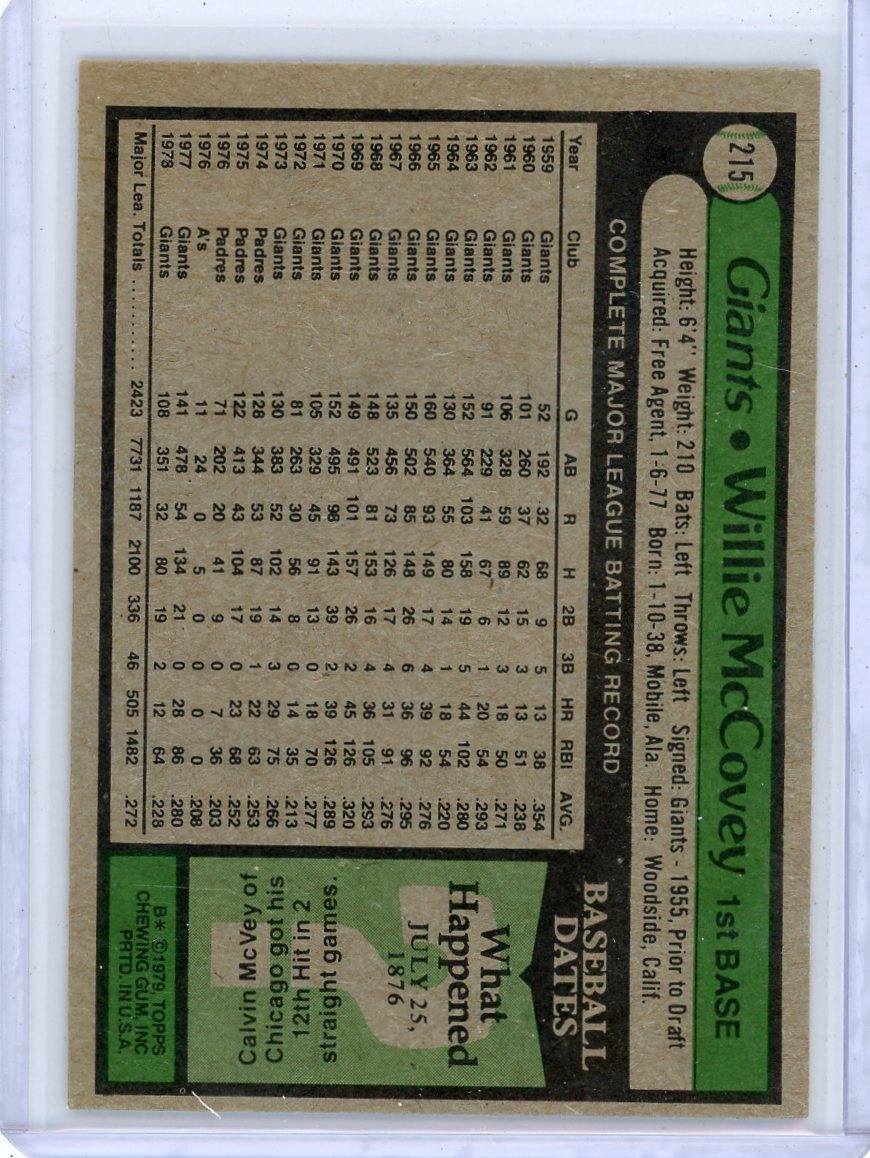 215
Giants • Willie McCovey 1st BASE
Height: 6'4" Weight: 210 Bats: Left Throws: Left Signed: Giants - 1955, Prior to Draft
Acquired: Free Agent, 1-6-77 Born: 1-10-38, Mobile, Ala. Home: Woodside, Calif.
COMPLETE MAJOR LEAGUE BATTING RECORD
Year Club G AB R H 2B 3B HR RBI AVG.
1959 Giants 52 192 32 68 9 5 13 38 .354
1960 Giants 101 260 37 62 15 3 13 51 .238
1961 Giants 106 328 59 89 12 3 18 50 .271
1962 Giants 91 229 41 67 6 1 20 54 .293
1963 Giants 152 564 103 158 19 5 44 102 .280
1964 Giants 130 364 55 80 14 1 18 54 .220
1965 Giants 160 540 93 149 17 4 39 92 .276
1966 Giants 150 502 85 148 26 6 36 96 .295
1967 Giants 135 456 73 126 17 4 31 91 .276
1968 Giants 148 523 81 153 16 4 36 105 .293
1969 Giants 149 491 101 157 26 2 45 126 .320
1970 Giants 152 495 98 143 39 2 39 126 .289
1971 Giants 105 329 45 91 13 0 18 70 .277
1972 Giants 81 263 30 56 8 0 14 35 .213
1973 Giants 130 383 52 102 14 3 29 75 .266
1974 Padres 128 344 53 87 19 1 22 63 .253
1975 Padres 122 413 43 104 17 0 23 68 .252
1976 Padres 71 202 20 41 9 0 7 36 .203
1976 A's 11 24 0 5 0 0 0 0 .208
1977 Giants 141 478 54 134 21 0 28 86 .280
1978 Giants 108 351 32 80 19 2 12 64 .228
Major Lea. Totals ........... 2423 7731 1187 2100 336 46 505 1482 .272
BASEBALL
DATES
What
Happened
JULY 25,
1876
?
Calvin McVey of
Chicago got his
12th Hit in 2
straight games.
B* © 1979, TOPPS
CHEWING GUM, INC
PRTD. IN U.S.A.